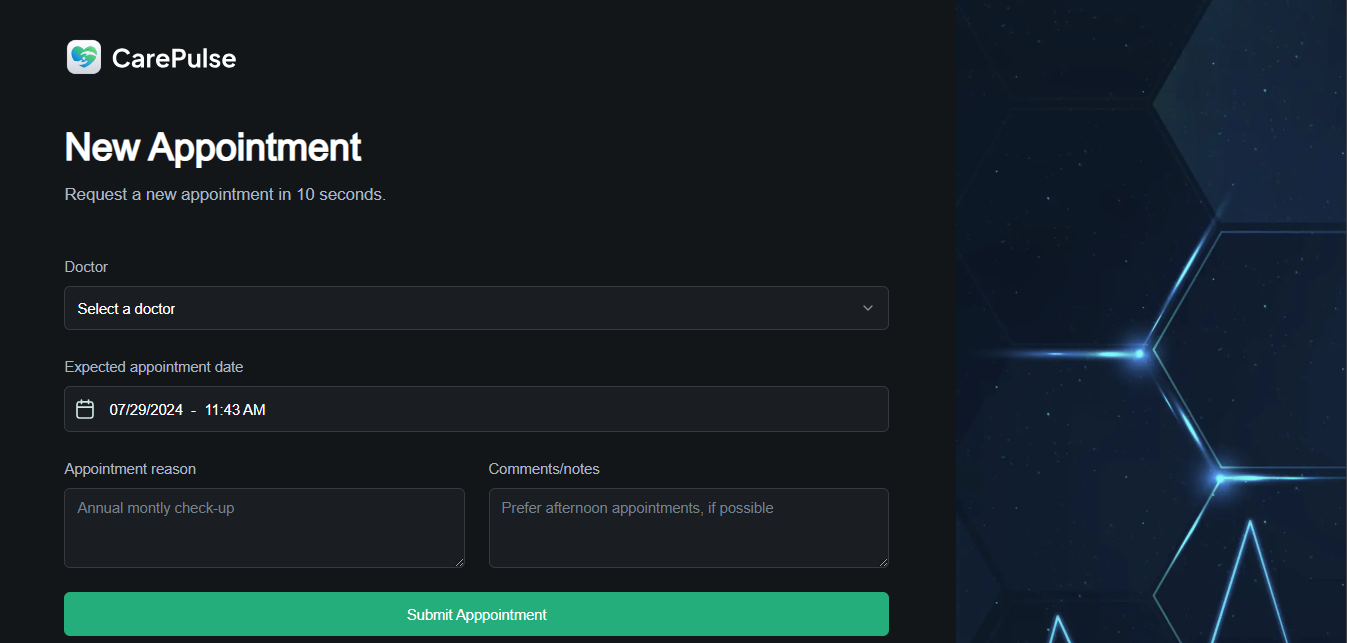 CarePulse
New Appointment
Request a new appointment in 10 seconds.
Doctor
Select a doctor
Expected appointment date
07/29/2024 - 11:43 AM
Appointment reason
Comments/notes
Annual montly check-up
Prefer afternoon appointments, if possible
Submit Apppointment